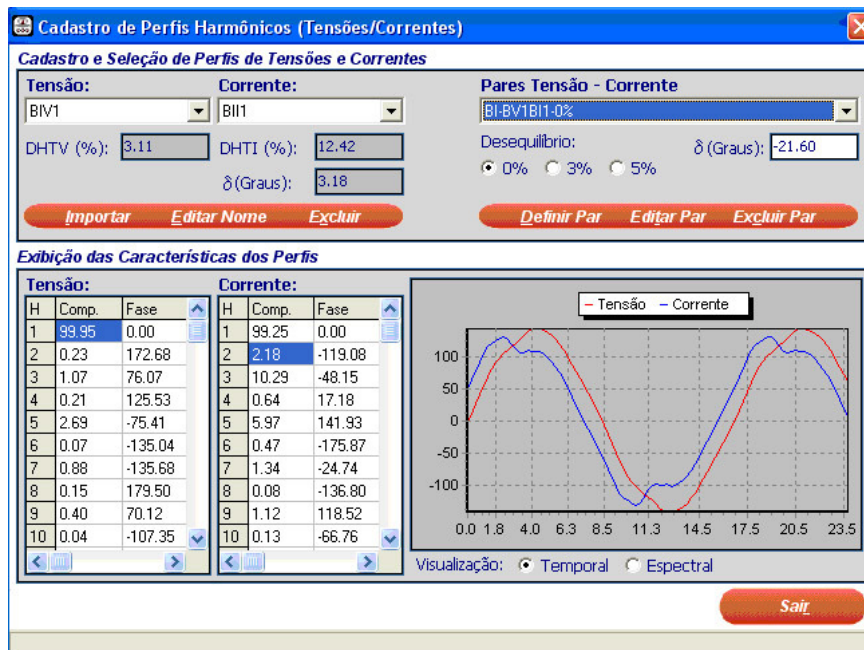 Cadastro de Perfis Harmônicos (Tensões/Correntes)
Cadastro e Seleção de Perfis de Tensões e Correntes
Tensão: Corrente: Pares Tensão - Corrente
BIV1 BII1 BI-BV1BI1-0%
DHTV (%): 3.11 DHTI (%): 12.42 Desequilíbrio: δ (Graus): -21.60
0% 3% 5%
δ (Graus): 3.18
Importar Editar Nome Excluir Definir Par Editar Par Excluir Par
Exibição das Características dos Perfis
Tensão: Corrente:
H Comp. Fase H Comp. Fase
1 99.95 0.00 1 99.25 0.00
2 0.23 172.68 2 2.18 -119.08
3 1.07 76.07 3 10.29 -48.15
4 0.21 125.53 4 0.64 17.18
5 2.69 -75.41 5 5.97 141.93
6 0.07 -135.04 6 0.47 -175.87
7 0.88 -135.68 7 1.34 -24.74
8 0.15 179.50 8 0.08 -136.80
9 0.40 70.12 9 1.12 118.52
10 0.04 -107.35 10 0.13 -66.76
Tensão Corrente
100
50
0
-50
-100
0.0 1.8 4.0 6.3 8.5 11.3 14.5 17.5 20.5 23.5
Visualização: Temporal Espectral
Sair